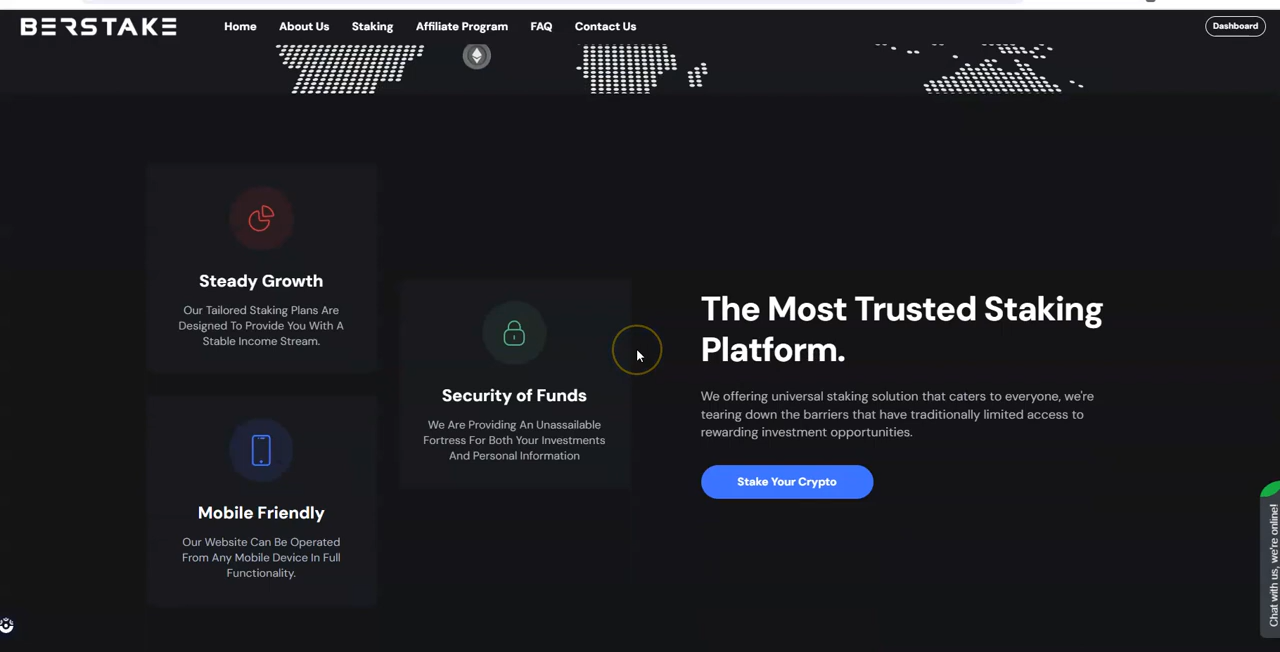 BERSTAKE
Home
About Us
Staking
Affiliate Program
FAQ
Contact Us
Dashboard
Steady Growth
Our Tailored Staking Plans Are
Designed To Provide You With A
Stable Income Stream.
Mobile Friendly
Our Website Can Be Operated
From Any Mobile Device In Full
Functionality.
Security of Funds
We Are Providing An Unassailable
Fortress For Both Your Investments
And Personal Information
The Most Trusted Staking
Platform.
We offering universal staking solution that caters to everyone, we're
tearing down the barriers that have traditionally limited access to
rewarding investment opportunities.
Stake Your Crypto
Chat with us, we're online!